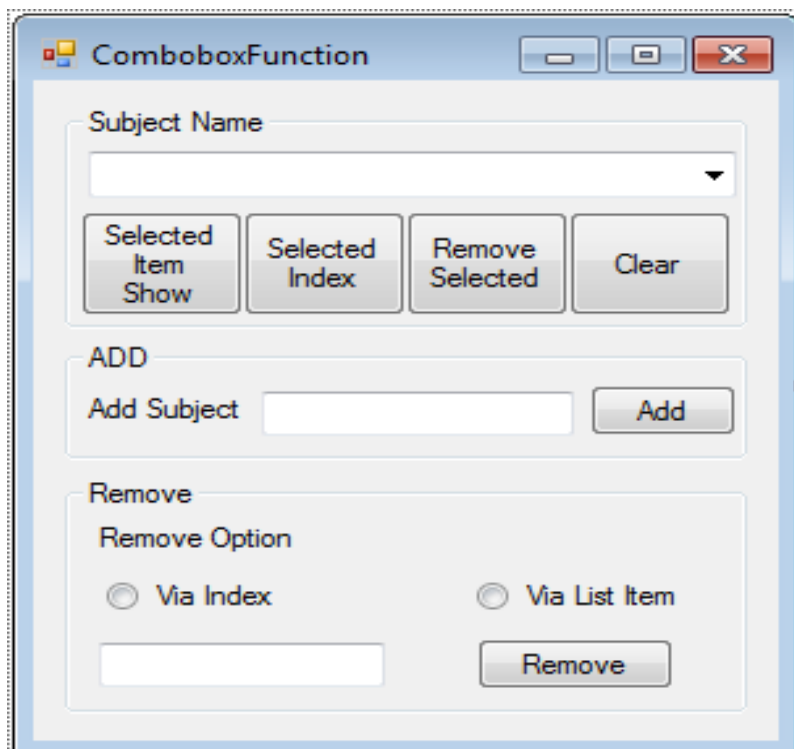 ComboboxFunction
Subject Name
Selected
Item
Show
Selected
Index
Remove
Selected
Clear
ADD
Add Subject
Add
Remove
Remove Option
Via Index
Via List Item
Remove